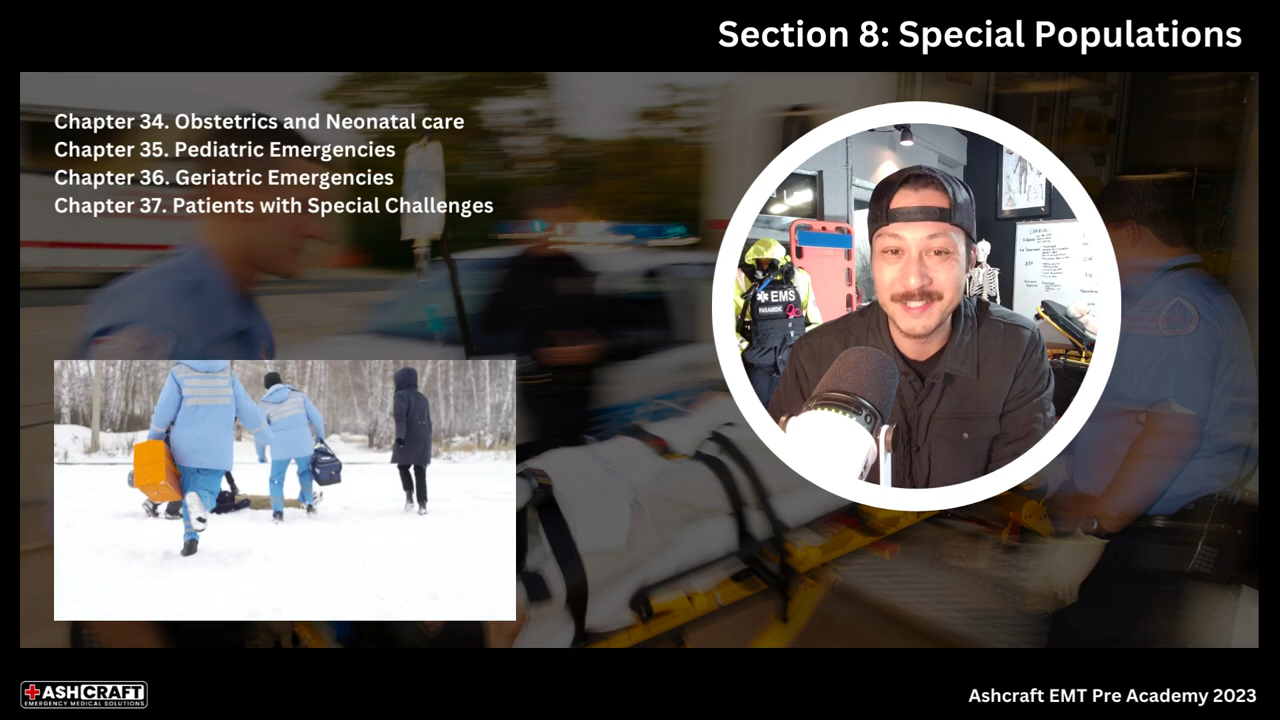 Section 8: Special Populations
Chapter 34. Obstetrics and Neonatal care
Chapter 35. Pediatric Emergencies
Chapter 36. Geriatric Emergencies
Chapter 37. Patients with Special Challenges
EMS
PARAMEDIC
ASHCRAFT
EMERGENCY MEDICAL SOLUTIONS
Ashcraft EMT Pre Academy 2023